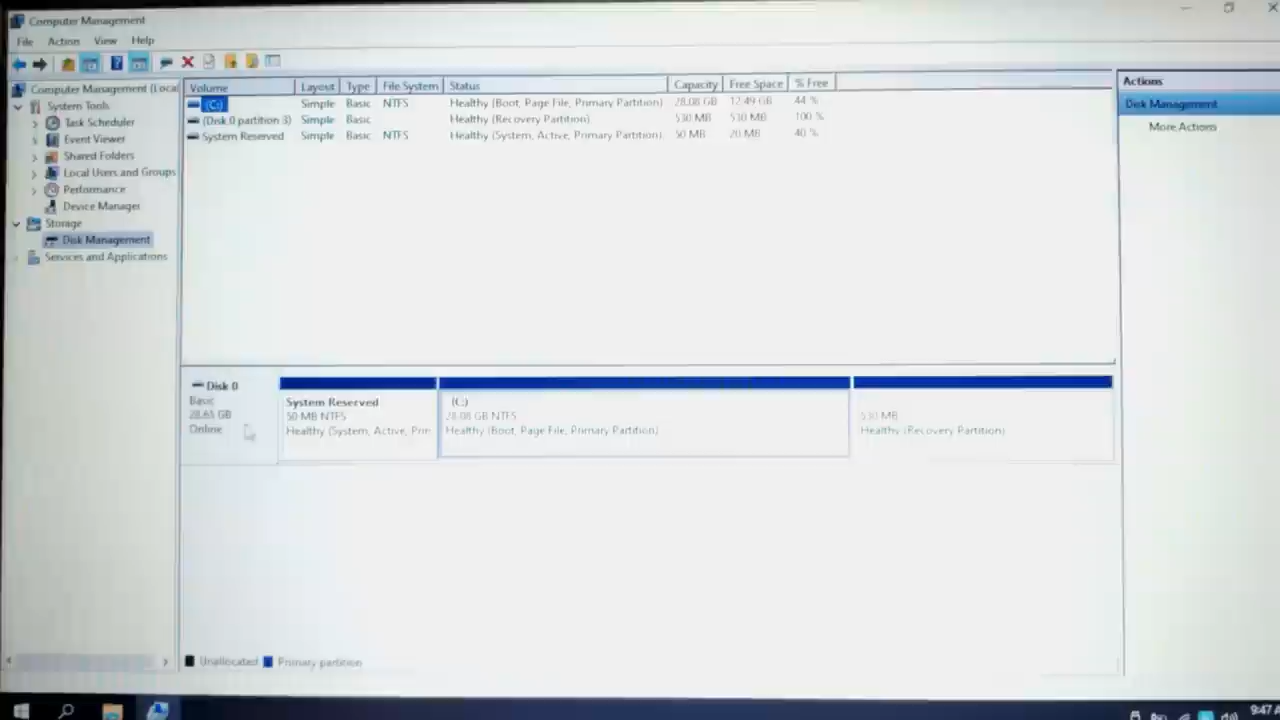 Computer Management
File Action View Help
Computer Management (Local
System Tools
Task Scheduler
Event Viewer
Shared Folders
Local Users and Groups
Performance
Device Manager
Storage
Disk Management
Services and Applications
Volume Layout Type File System Status Capacity Free Space % Free
(C:) Simple Basic NTFS Healthy (Boot, Page File, Primary Partition) 28.08 GB 12.49 GB 44 %
(Disk 0 partition 3) Simple Basic Healthy (Recovery Partition) 530 MB 530 MB 100 %
System Reserved Simple Basic NTFS Healthy (System, Active, Primary Partition) 50 MB 20 MB 40 %
Actions
Disk Management
More Actions
Disk 0
Basic
28.65 GB
Online
System Reserved
50 MB NTFS
Healthy (System, Active, Prin
(C:)
28.08 GB NTFS
Healthy (Boot, Page File, Primary Partition)
530 MB
Healthy (Recovery Partition)
Unallocated Primary partition
9:47 A